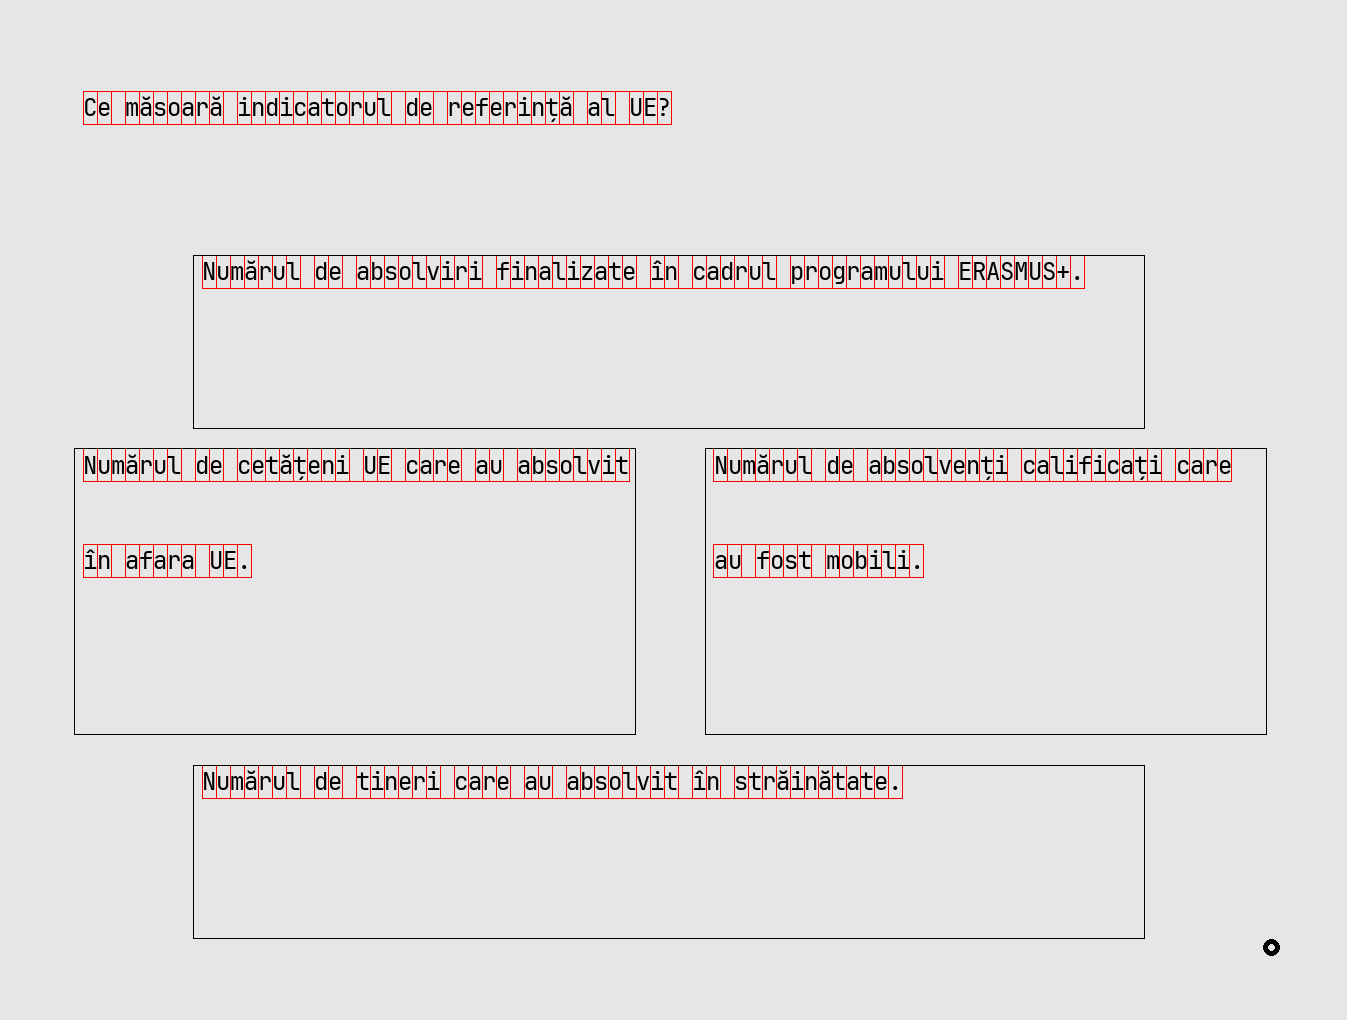 Ce măsoară indicatorul de referință al UE?
Numărul de absolviri finalizate în cadrul programului ERASMUS+.
Numărul de cetățeni UE care au absolvit
în afara UE.
Numărul de absolvenți calificați care
au fost mobili.
Numărul de tineri care au absolvit în străinătate.